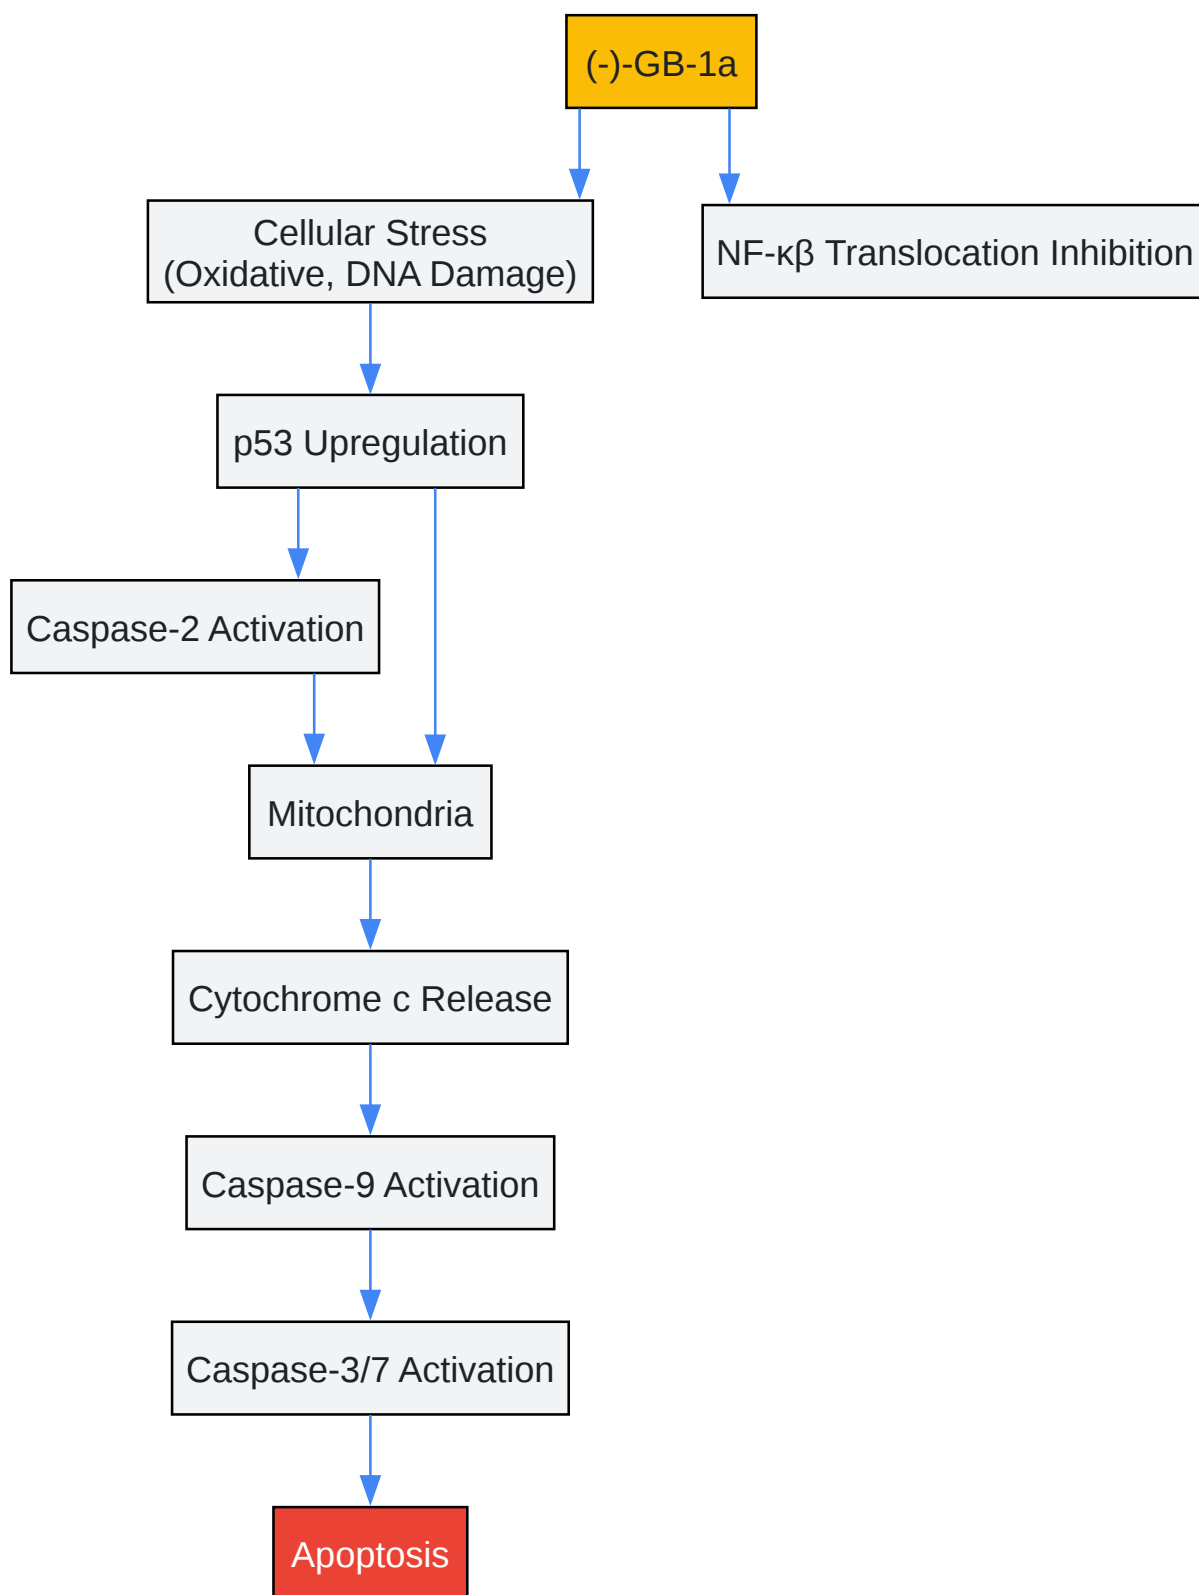 (-)-GB-1a
Cellular Stress
(Oxidative, DNA Damage)
NF-κβ Translocation Inhibition
p53 Upregulation
Caspase-2 Activation
Mitochondria
Cytochrome c Release
Caspase-9 Activation
Caspase-3/7 Activation
Apoptosis